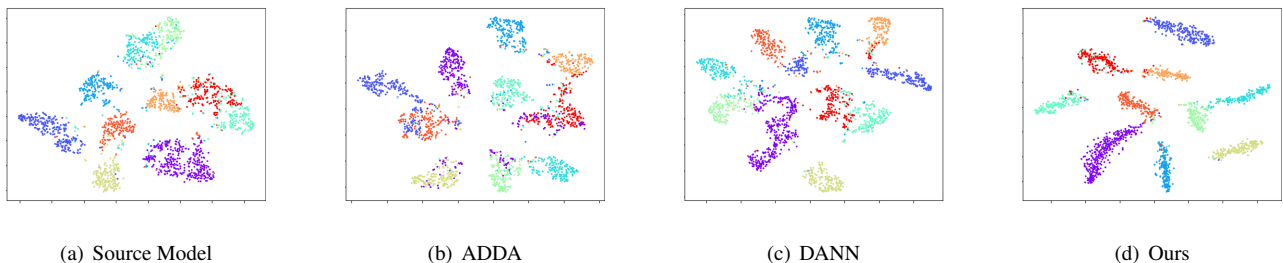 (a) Source Model
(b) ADDA
(c) DANN
(d) Ours